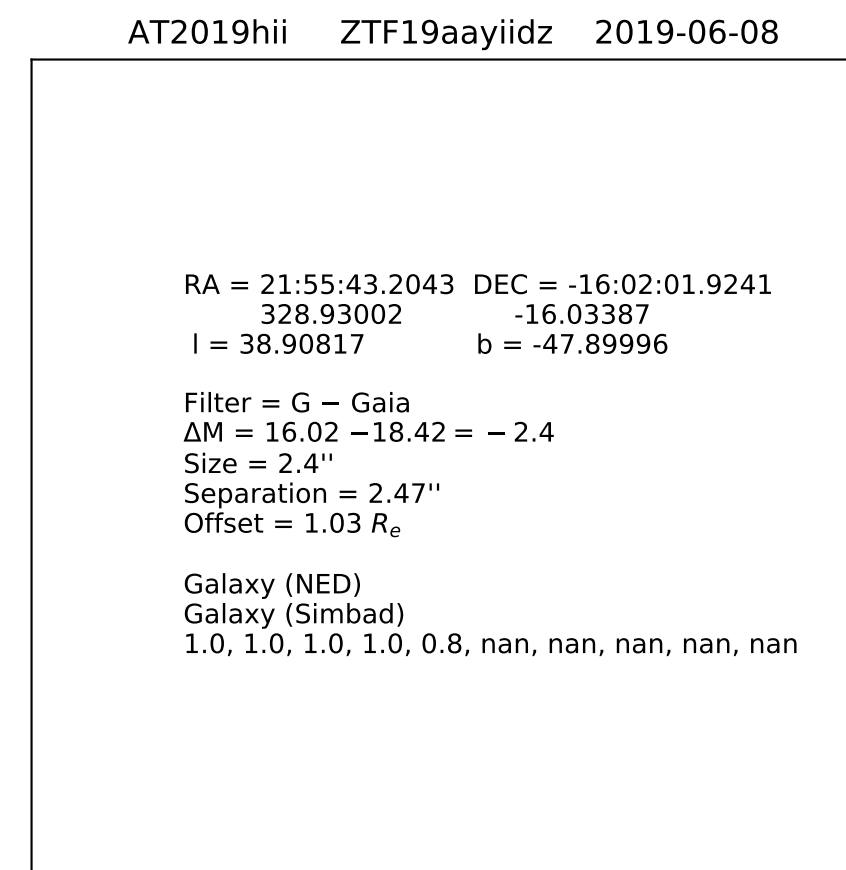 AT2019hii ZTF19aayiidz 2019-06-08
RA = 21:55:43.2043 DEC = -16:02:01.9241
328.93002 -16.03387
l = 38.90817 b = -47.89996
Filter = G − Gaia
ΔM = 16.02 −18.42 = − 2.4
Size = 2.4''
Separation = 2.47''
Offset = 1.03 Re
Galaxy (NED)
Galaxy (Simbad)
1.0, 1.0, 1.0, 1.0, 0.8, nan, nan, nan, nan, nan